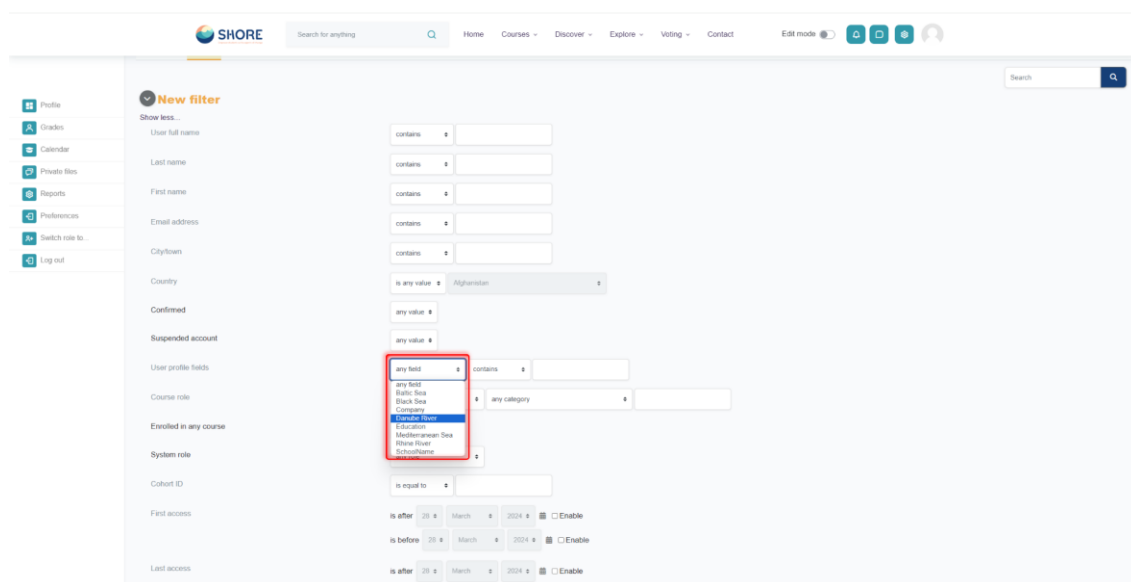 SHORE
Search for anything
Home Courses Discover Explore Voting Contact
Edit mode
Search
Profile
Grades
Calendar
Private files
Reports
Preferences
Switch role to...
Log out
New filter
Show less...
User full name contains
Last name contains
First name contains
Email address contains
City/town contains
Country is any value Afghanistan
Confirmed any value
Suspended account any value
User profile fields any field contains
any field
Baltic Sea
Black Sea
Company
Danube River
Education
Mediterranean Sea
Rhine River
SchoolName
Course role any category
Enrolled in any course
System role
Cohort ID is equal to
First access is after 28 March 2024 Enable
is before 28 March 2024 Enable
Last access is after 28 March 2024 Enable